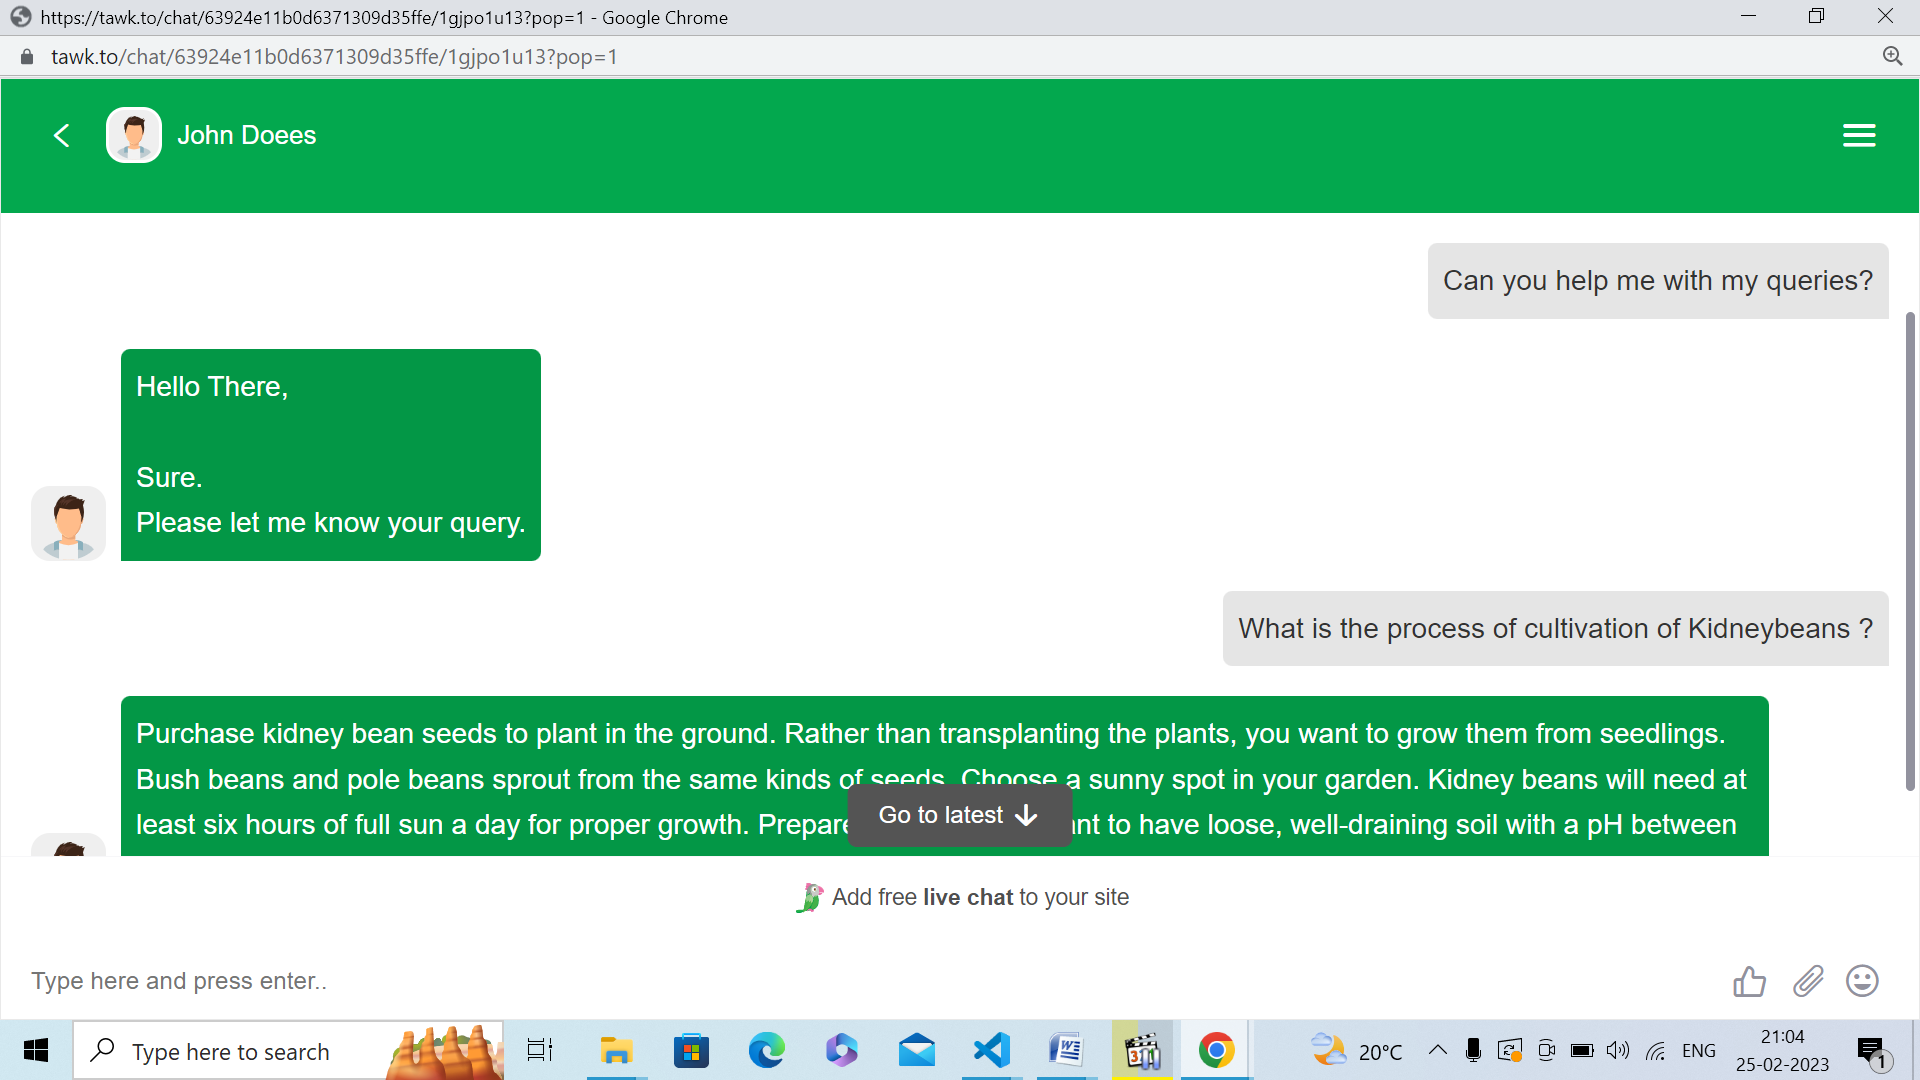 https://tawk.to/chat/63924e11b0d6371309d35ffe/1gjpo1u13?pop=1 - Google Chrome
tawk.to/chat/63924e11b0d6371309d35ffe/1gjpo1u13?pop=1
John Doees
Can you help me with my queries?
Hello There,
Sure.
Please let me know your query.
What is the process of cultivation of Kidneybeans ?
Purchase kidney bean seeds to plant in the ground. Rather than transplanting the plants, you want to grow them from seedlings.
Bush beans and pole beans sprout from the same kinds of seeds. Choose a sunny spot in your garden. Kidney beans will need at
least six hours of full sun a day for proper growth. Prepare to have loose, well-draining soil with a pH between
Go to latest
Add free live chat to your site
Type here and press enter..
Type here to search
20°C
ENG
21:04
25-02-2023
1